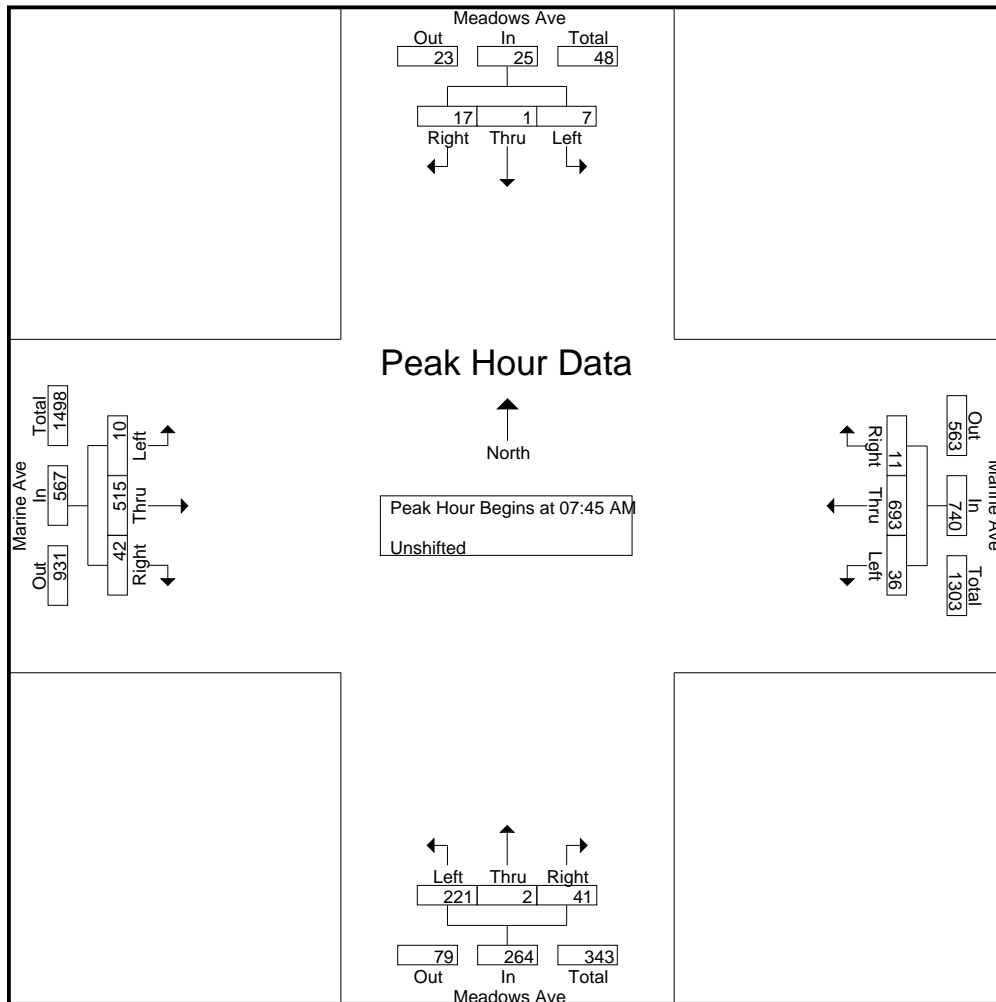 Meadows Ave
Out In Total
23 25 48
17 1 7
Right Thru Left
Peak Hour Data
North
Peak Hour Begins at 07:45 AM
Unshifted
Marine Ave
Out In Total
931 567 1498
42 515 10
Right Thru Left
Marine Ave
Out In Total
563 740 1303
11 693 36
Right Thru Left
Left Thru Right
221 2 41
79 264 343
Out In Total
Meadows Ave